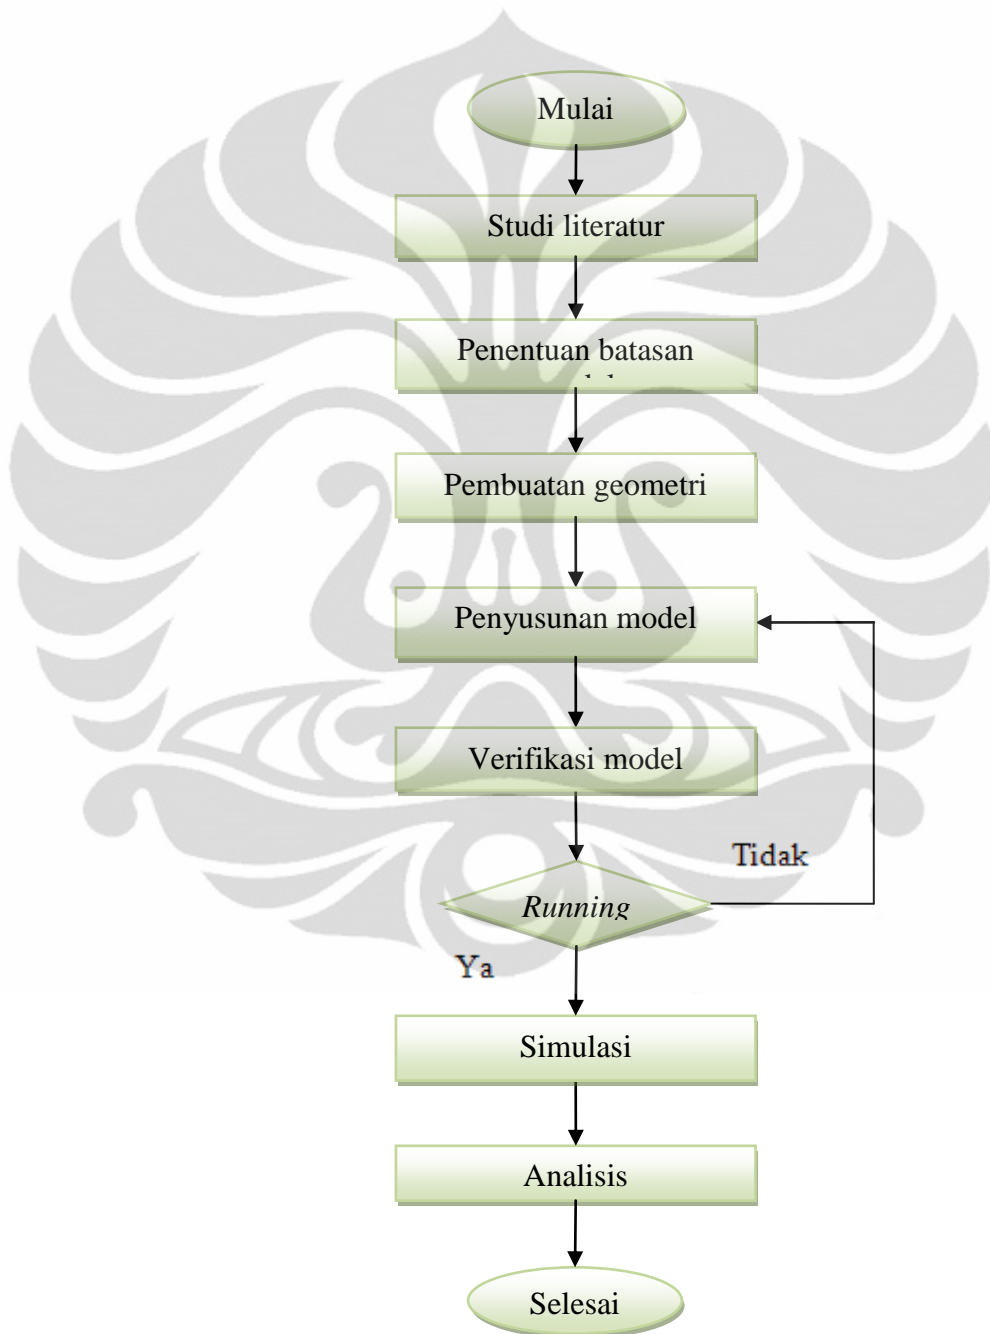 Mulai
Studi literatur
Penentuan batasan
Pembuatan geometri
Penyusunan model
Verifikasi model
Tidak
Running
Ya
Simulasi
Analisis
Selesai